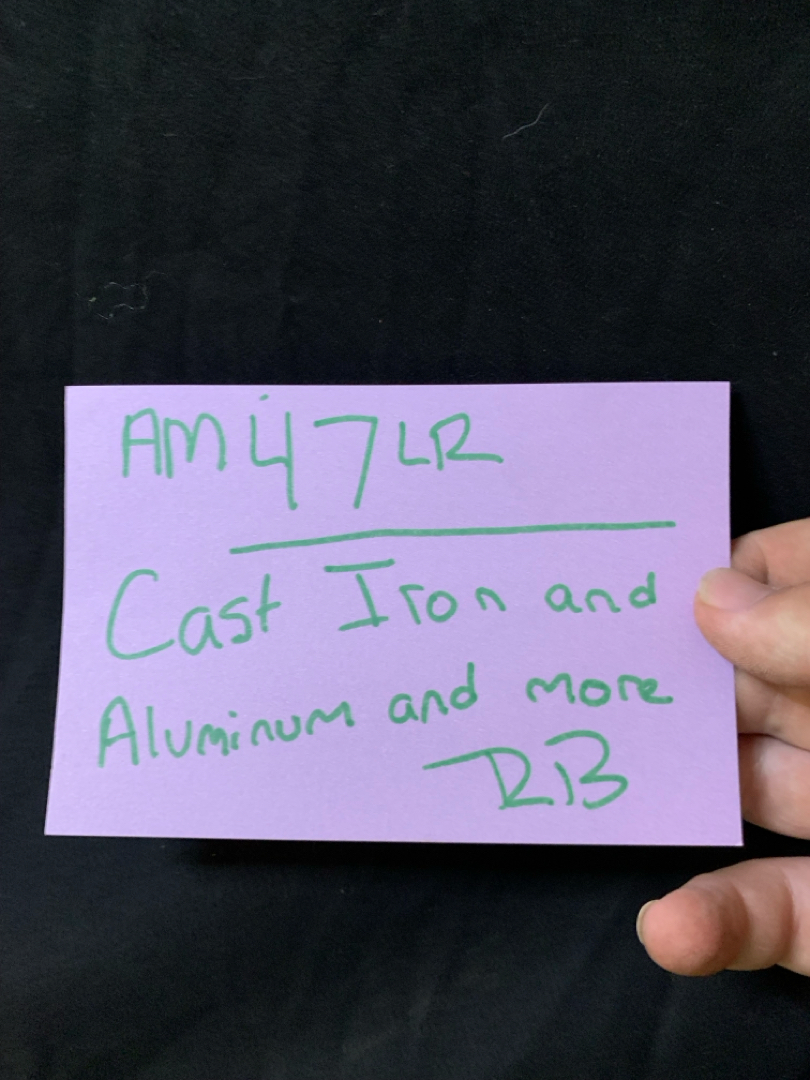 AM47LR
Cast Iron and
Aluminum and more
RB